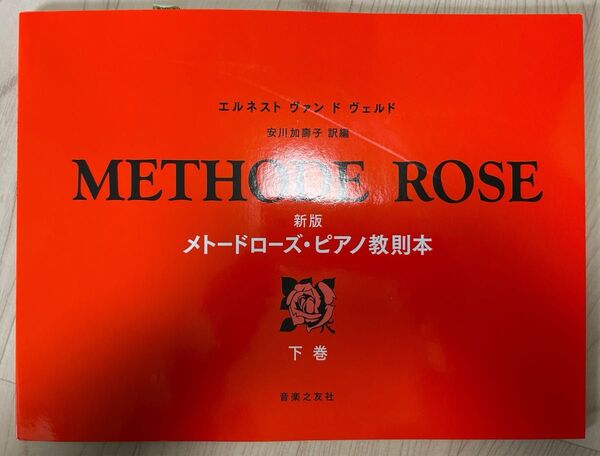 エルネスト ヴァン ド ヴェルド
安川加壽子 訳編
METHODE ROSE
新版
メトードローズ・ピアノ教則本
下巻
音楽之友社